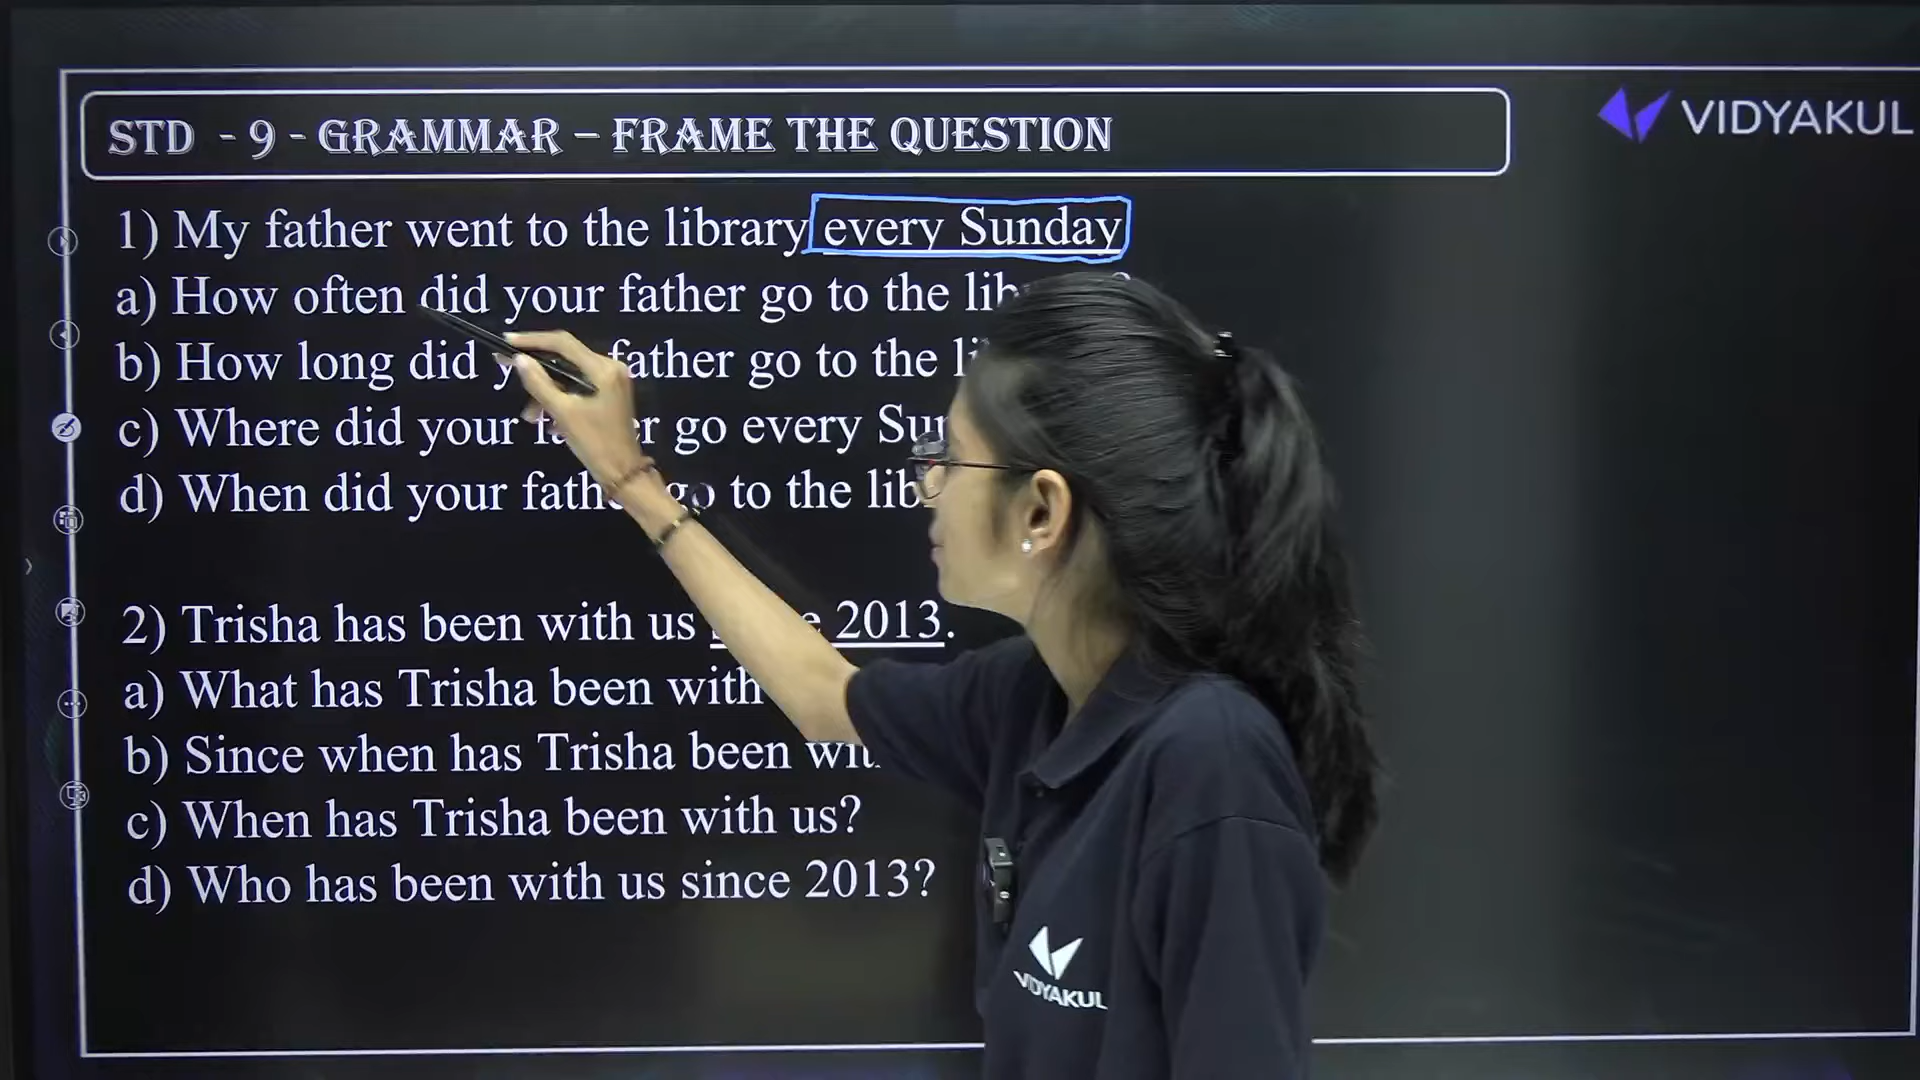 STD - 9 - GRAMMAR – FRAME THE QUESTION
VIDYAKUL
1) My father went to the library every Sunday
a) How often did your father go to the
b) How long did father go to the
c) Where did your go every
d) When did your go to the
2) Trisha has been with us 2013.
a) What has Trisha been with
b) Since when has Trisha been
c) When has Trisha been with us?
d) Who has been with us since 2013?
VIDYAKUL